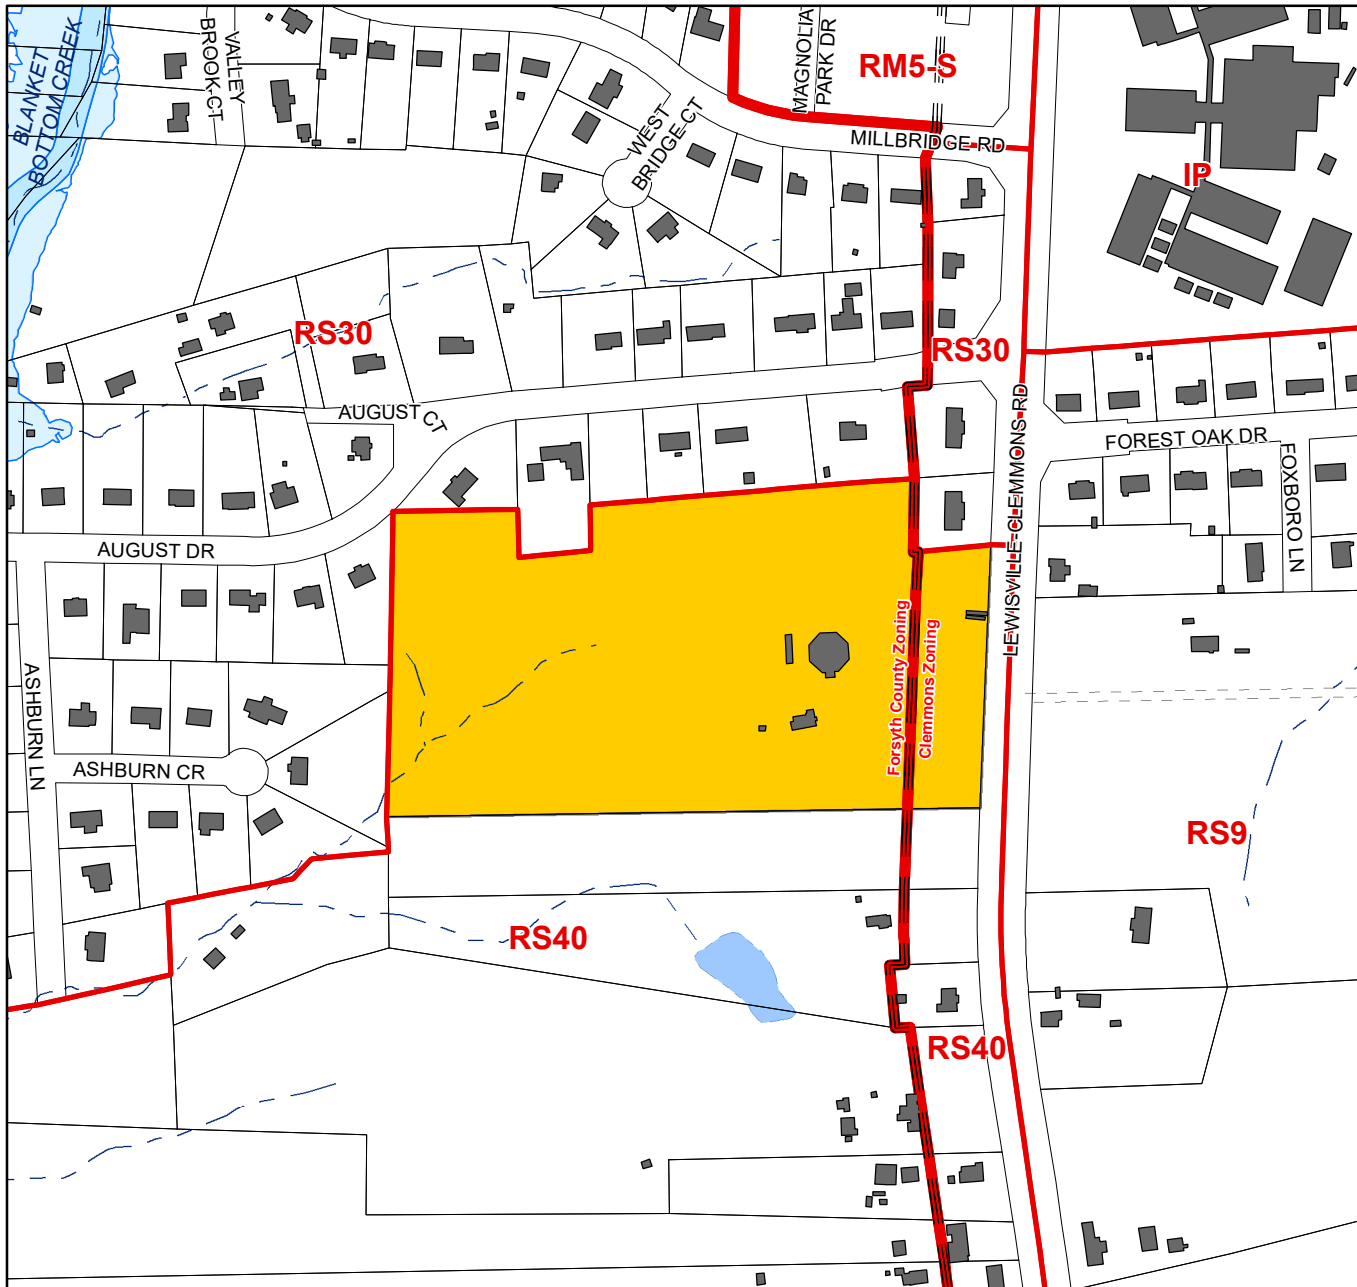 BLANKET
BOTTOM CREEK
VALLEY
BROOK CT
MAGNOLIA
PARK DR
RM5-S
MILLBRIDGE RD
WEST
BRIDGE CT
IP
RS30
RS30
AUGUST CT
LEWISVILLE-CLEMMONS RD
FOREST OAK DR
FOXBORO LN
AUGUST DR
Forsyth County Zoning
Clemmons Zoning
ASHBURN LN
ASHBURN CR
RS9
RS40
RS40